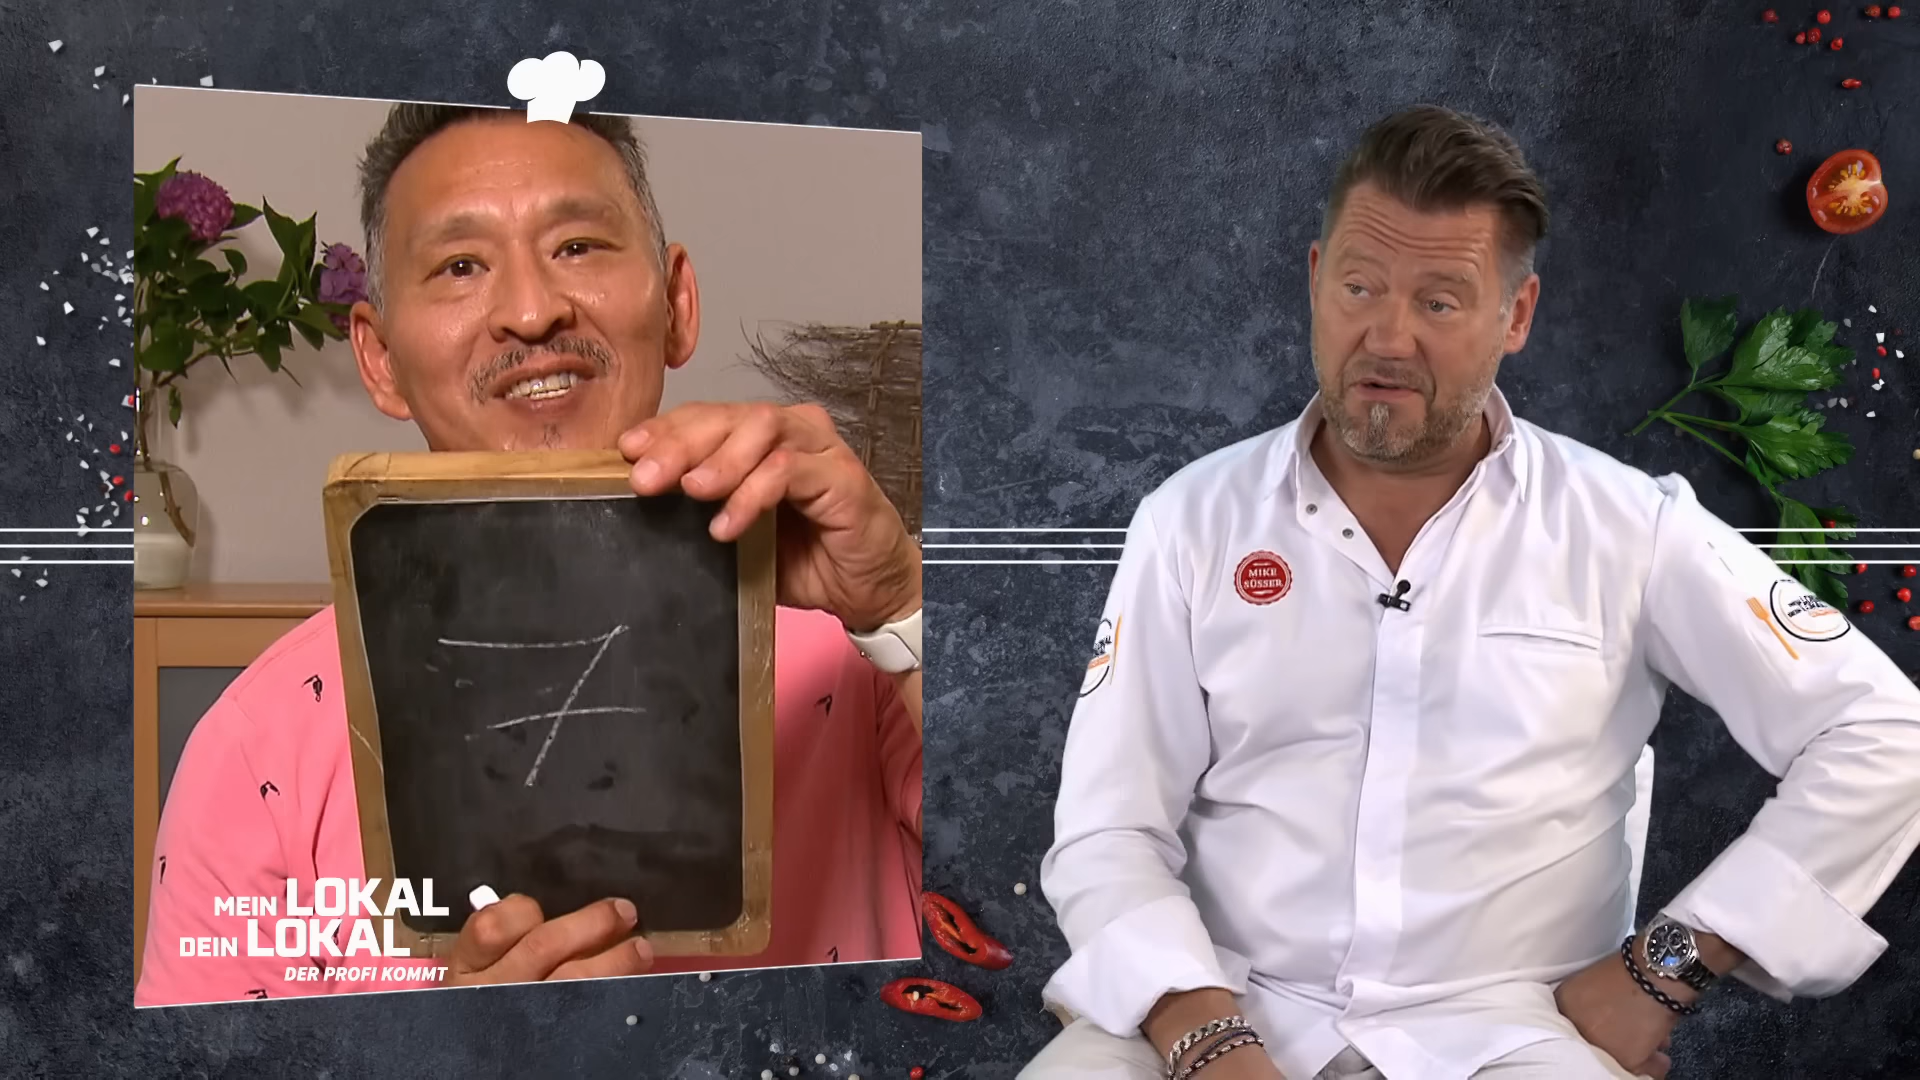 7
MIKE
SÜSSER
MEIN LOKAL
DEIN LOKAL
DER PROFI KOMMT